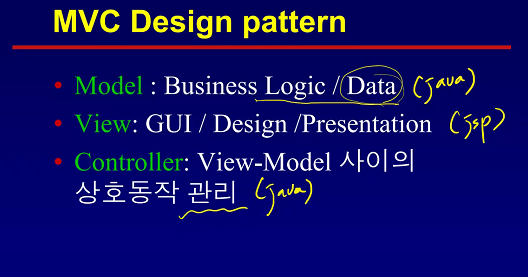 MVC Design pattern
• Model : Business Logic / Data (java)
• View: GUI / Design /Presentation (jsp)
• Controller: View-Model 사이의
상호동작 관리 (java)